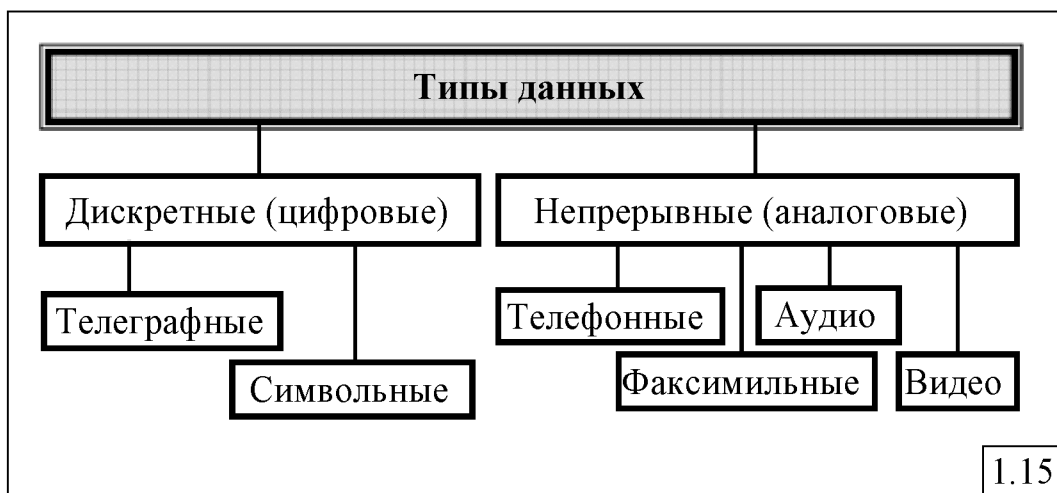 Типы данных
Дискретные (цифровые)
Непрерывные (аналоговые)
Телеграфные
Символьные
Телефонные
Факсимильные
Аудио
Видео
1.15